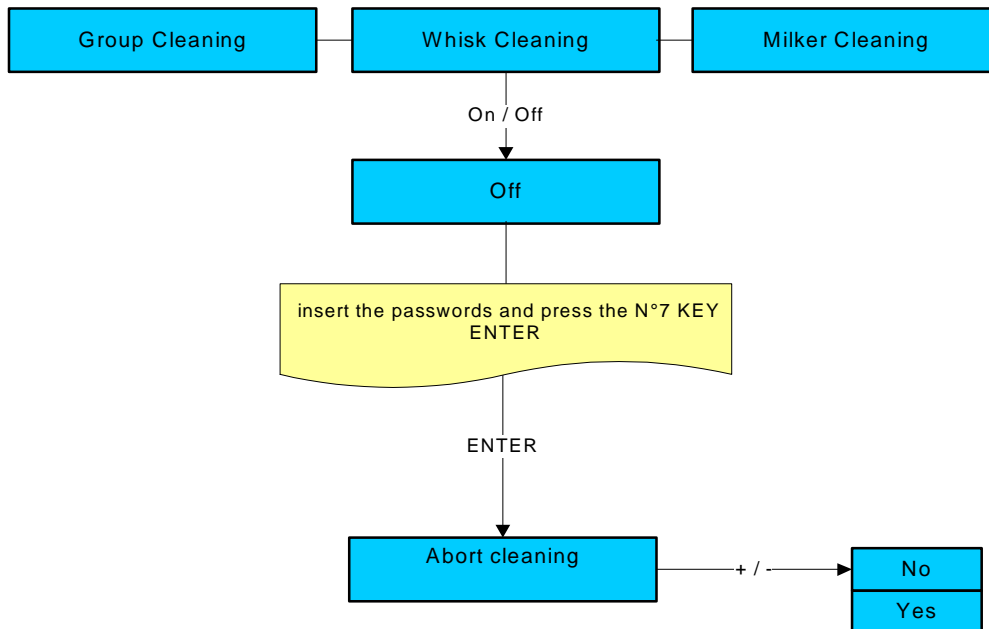 Group Cleaning
Whisk Cleaning
Milker Cleaning
On / Off
Off
insert the passwords and press the N°7 KEY
ENTER
ENTER
Abort cleaning
+ / -
No
Yes